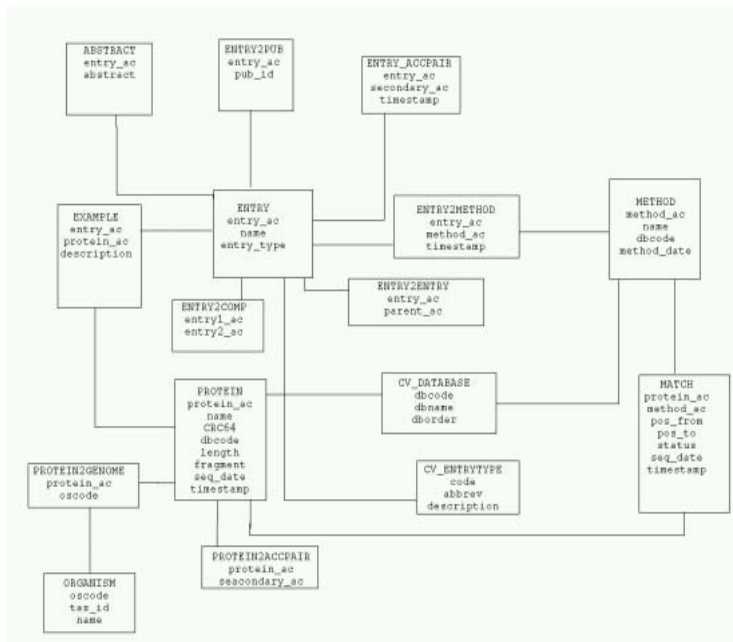 ABSTRACT
entry_ac
abstract
ENTRY2PUB
entry_ac
pub_id
ENTRY_ACCPAIR
entry_ac
secondary_ac
timestamp
EXAMPLE
entry_ac
protein_ac
description
ENTRY
entry_ac
name
entry_type
ENTRY2METHOD
entry_ac
method_ac
timestamp
METHOD
method_ac
name
dbcode
method_date
ENTRY2COMP
entry1_ac
entry2_ac
ENTRY2ENTRY
entry_ac
parent_ac
PROTEIN
protein_ac
name
CRC64
dbcode
length
fragment
seq_date
timestamp
CV_DATABASE
dbcode
dbname
dborder
MATCH
protein_ac
method_ac
pos_from
pos_to
status
seq_date
timestamp
PROTEIN2GENOME
protein_ac
oscode
CV_ENTRYTYPE
code
abbrev
description
PROTEIN2ACCPAIR
protein_ac
seacondary_ac
ORGANISM
oscode
tax_id
name